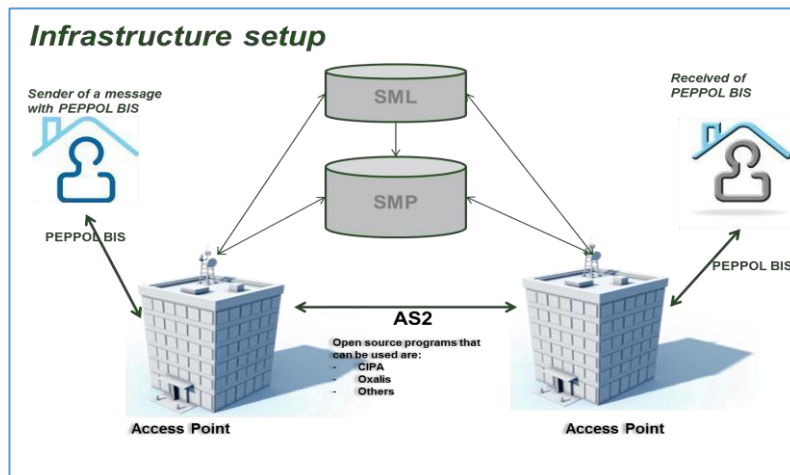 Infrastructure setup
Sender of a message
with PEPPOL BIS
SML
Received of
PEPPOL BIS
SMP
PEPPOL BIS
PEPPOL BIS
AS2
Open source programs that
can be used are:
- CIPA
- Oxalis
- Others
Access Point
Access Point